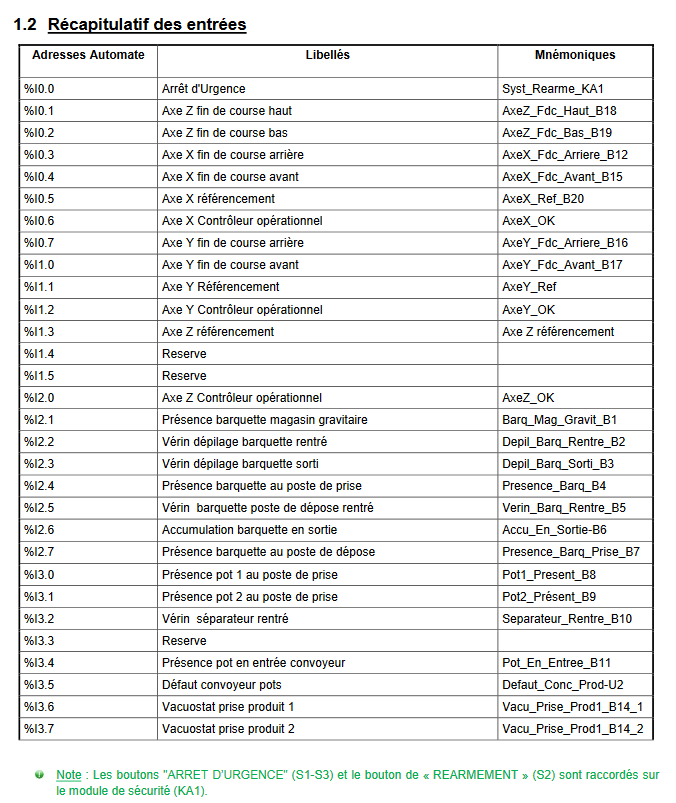 1.2 Récapitulatif des entrées
Adresses Automate Libellés Mnémoniques
%I0.0 Arrêt d'Urgence Syst_Rearme_KA1
%I0.1 Axe Z fin de course haut AxeZ_Fdc_Haut_B18
%I0.2 Axe Z fin de course bas AxeZ_Fdc_Bas_B19
%I0.3 Axe X fin de course arrière AxeX_Fdc_Arriere_B12
%I0.4 Axe X fin de course avant AxeX_Fdc_Avant_B15
%I0.5 Axe X référencement AxeX_Ref_B20
%I0.6 Axe X Contrôleur opérationnel AxeX_OK
%I0.7 Axe Y fin de course arrière AxeY_Fdc_Arriere_B16
%I1.0 Axe Y fin de course avant AxeY_Fdc_Avant_B17
%I1.1 Axe Y Référencement AxeY_Ref
%I1.2 Axe Y Contrôleur opérationnel AxeY_OK
%I1.3 Axe Z référencement Axe Z référencement
%I1.4 Reserve
%I1.5 Reserve
%I2.0 Axe Z Contrôleur opérationnel AxeZ_OK
%I2.1 Présence barquette magasin gravitaire Barq_Mag_Gravit_B1
%I2.2 Vérin dépilage barquette rentré Depil_Barq_Rentre_B2
%I2.3 Vérin dépilage barquette sorti Depil_Barq_Sorti_B3
%I2.4 Présence barquette au poste de prise Presence_Barq_B4
%I2.5 Vérin barquette poste de dépose rentré Verin_Barq_Rentre_B5
%I2.6 Accumulation barquette en sortie Accu_En_Sortie-B6
%I2.7 Présence barquette au poste de dépose Presence_Barq_Prise_B7
%I3.0 Présence pot 1 au poste de prise Pot1_Present_B8
%I3.1 Présence pot 2 au poste de prise Pot2_Présent_B9
%I3.2 Vérin séparateur rentré Separateur_Rentre_B10
%I3.3 Reserve
%I3.4 Présence pot en entrée convoyeur Pot_En_Entree_B11
%I3.5 Défaut convoyeur pots Defaut_Conc_Prod-U2
%I3.6 Vacuostat prise produit 1 Vacu_Prise_Prod1_B14_1
%I3.7 Vacuostat prise produit 2 Vacu_Prise_Prod1_B14_2
Note : Les boutons "ARRET D'URGENCE" (S1-S3) et le bouton de « REARMEMENT » (S2) sont raccordés sur
le module de sécurité (KA1).